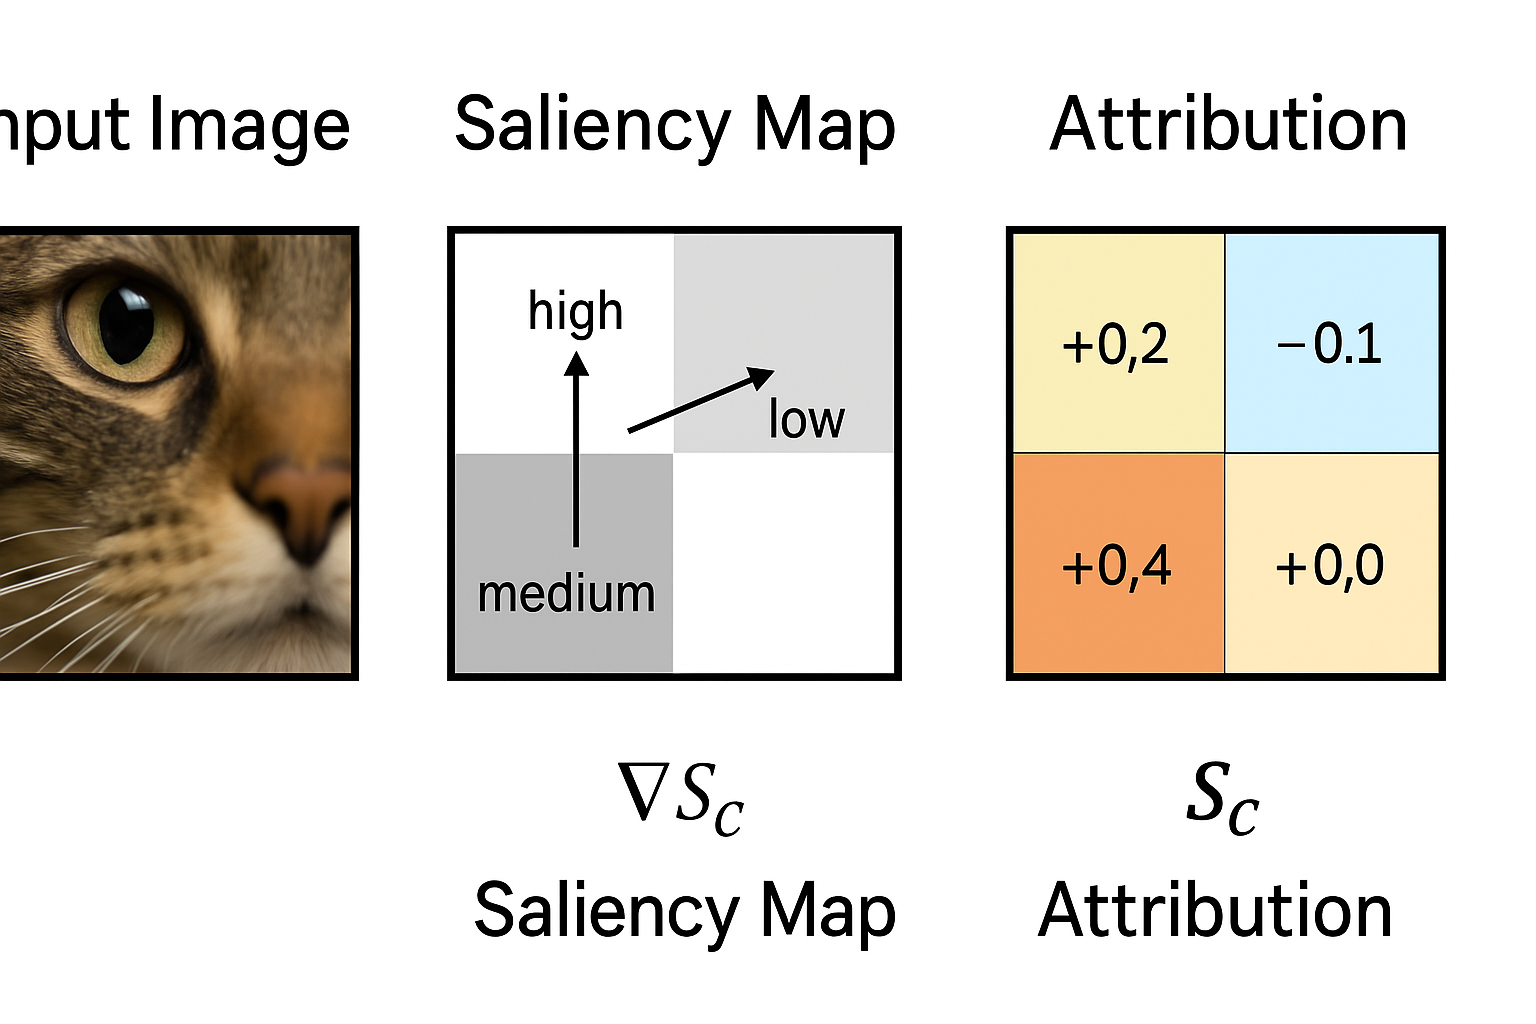 nput Image
Saliency Map
Attribution
high
low
medium
+0,2
−0.1
+0,4
+0,0
∇S_C
S_C
Saliency Map
Attribution